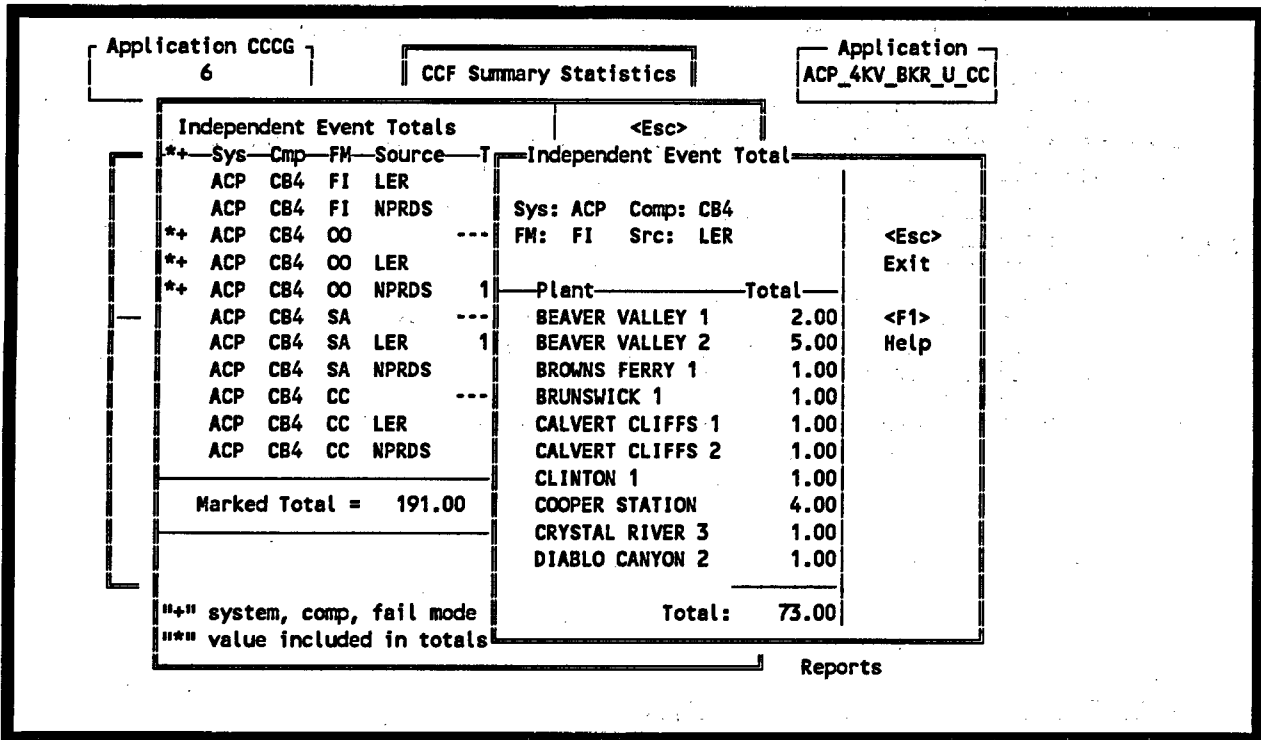 Application CCCG
6
CCF Summary Statistics
Application
ACP_4KV_BKR_U_CC
Independent Event Totals <Esc>
*+ Sys Cmp FM Source T
ACP CB4 FI LER
ACP CB4 FI NPRDS
*+ ACP CB4 OO ---
*+ ACP CB4 OO LER
*+ ACP CB4 OO NPRDS 1
ACP CB4 SA ---
ACP CB4 SA LER 1
ACP CB4 SA NPRDS
ACP CB4 CC ---
ACP CB4 CC LER
ACP CB4 CC NPRDS
Marked Total = 191.00
"+" system, comp, fail mode
"*" value included in totals
Independent Event Total
Sys: ACP Comp: CB4
FM: FI Src: LER
Plant Total
BEAVER VALLEY 1 2.00
BEAVER VALLEY 2 5.00
BROWNS FERRY 1 1.00
BRUNSWICK 1 1.00
CALVERT CLIFFS 1 1.00
CALVERT CLIFFS 2 1.00
CLINTON 1 1.00
COOPER STATION 4.00
CRYSTAL RIVER 3 1.00
DIABLO CANYON 2 1.00
Total: 73.00
<Esc>
Exit
<F1>
Help
Reports